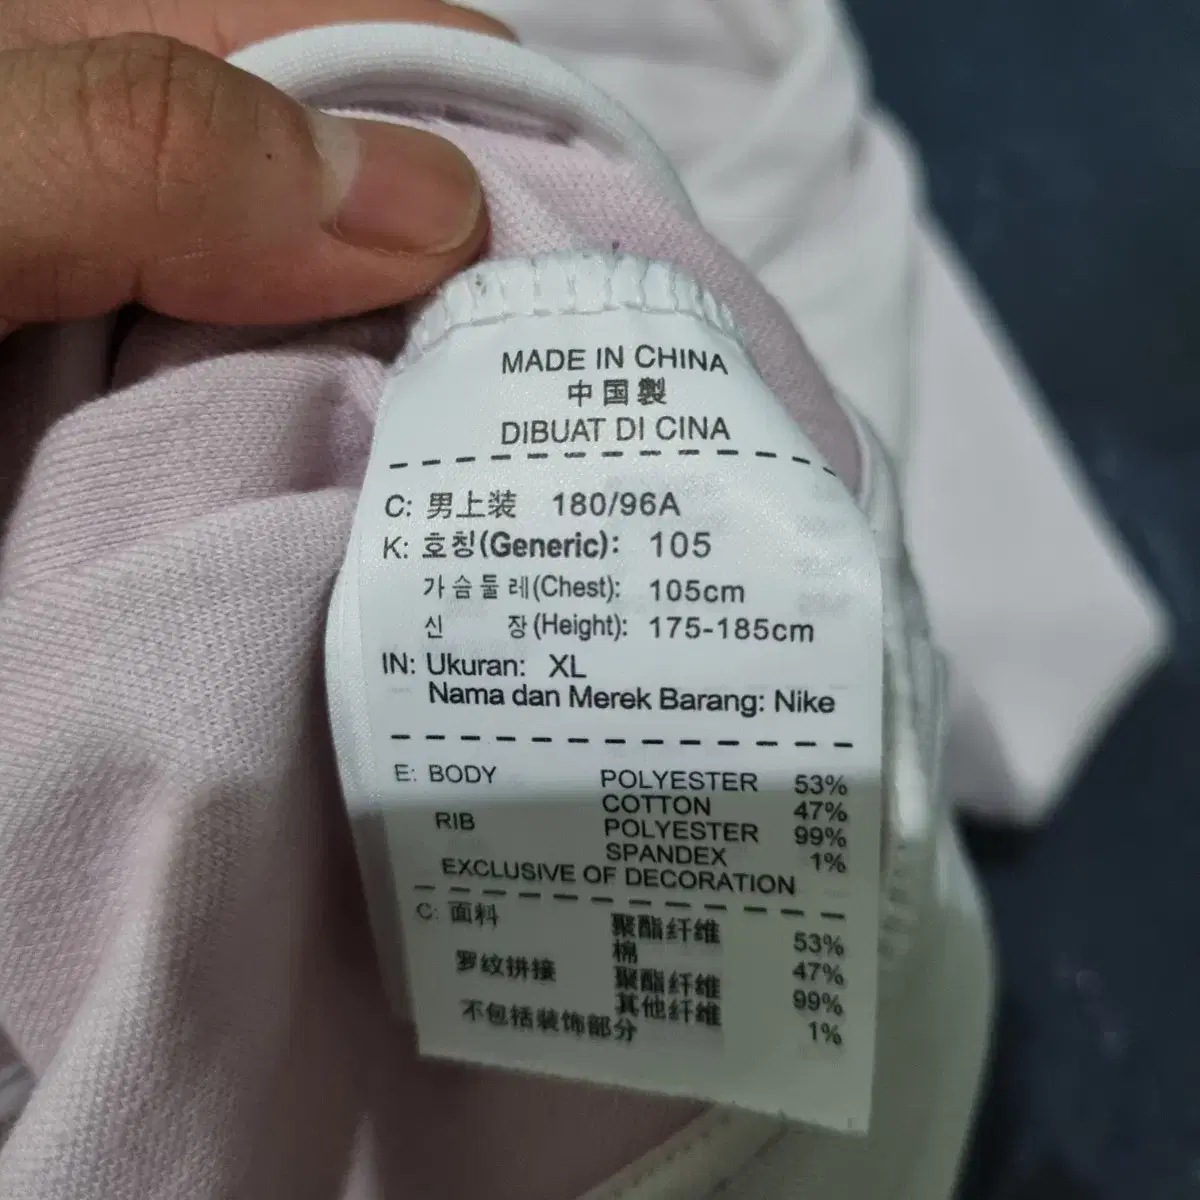 MADE IN CHINA
中国製
DIBUAT DI CINA
C: 男上装 180/96A
K: 호칭(Generic): 105
가슴둘레(Chest): 105cm
신 장(Height): 175-185cm
IN: Ukuran: XL
Nama dan Merek Barang: Nike
E: BODY POLYESTER 53%
COTTON 47%
RIB POLYESTER 99%
SPANDEX 1%
EXCLUSIVE OF DECORATION
C: 面料 聚酯纤维 53%
棉 47%
罗纹拼接 聚酯纤维 99%
其他纤维 1%
不包括装饰部分